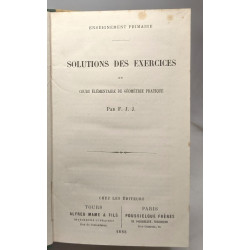 ENSEIGNEMENT PRIMAIRE
SOLUTIONS DES EXERCICES
DU
COURS ÉLÉMENTAIRE DE GÉOMÉTRIE PRATIQUE
PAR F. J. J.
CHEZ LES ÉDITEURS
TOURS
ALFRED MAME & FILS
PARIS
POUSSIELGUE FRÈRES